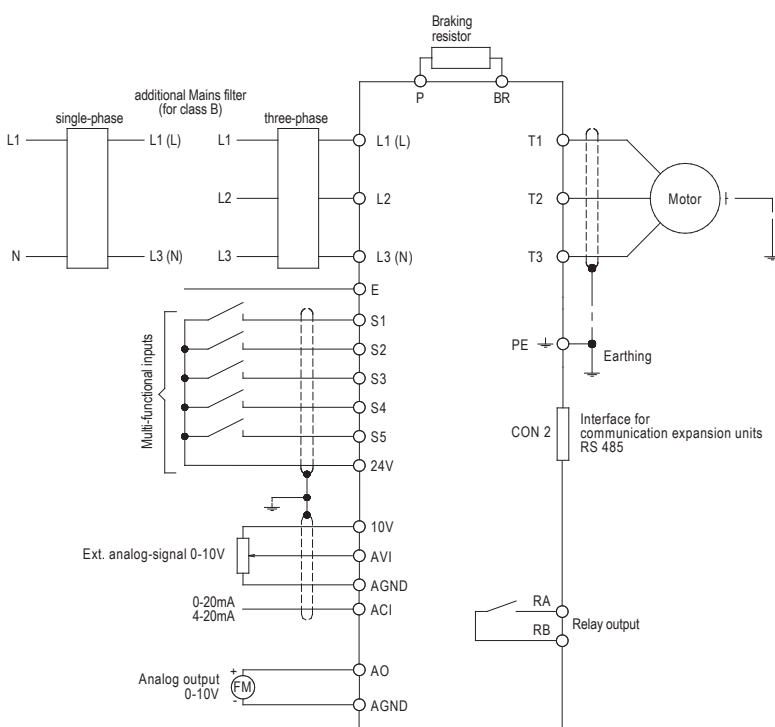 Braking
resistor
P
BR
additional Mains filter
(for class B)
single-phase
three-phase
L1
L1 (L)
L1
L1 (L)
T1
L2
L2
T2
Motor
N
L3 (N)
L3
L3 (N)
T3
E
Multi-functional inputs
S1
S2
S3
S4
S5
24V
PE
Earthing
CON 2
Interface for
communication expansion units
RS 485
10V
Ext. analog-signal 0-10V
AVI
AGND
0-20mA
4-20mA
ACI
RA
RB
Relay output
Analog output
0-10V
+
FM
-
AO
AGND